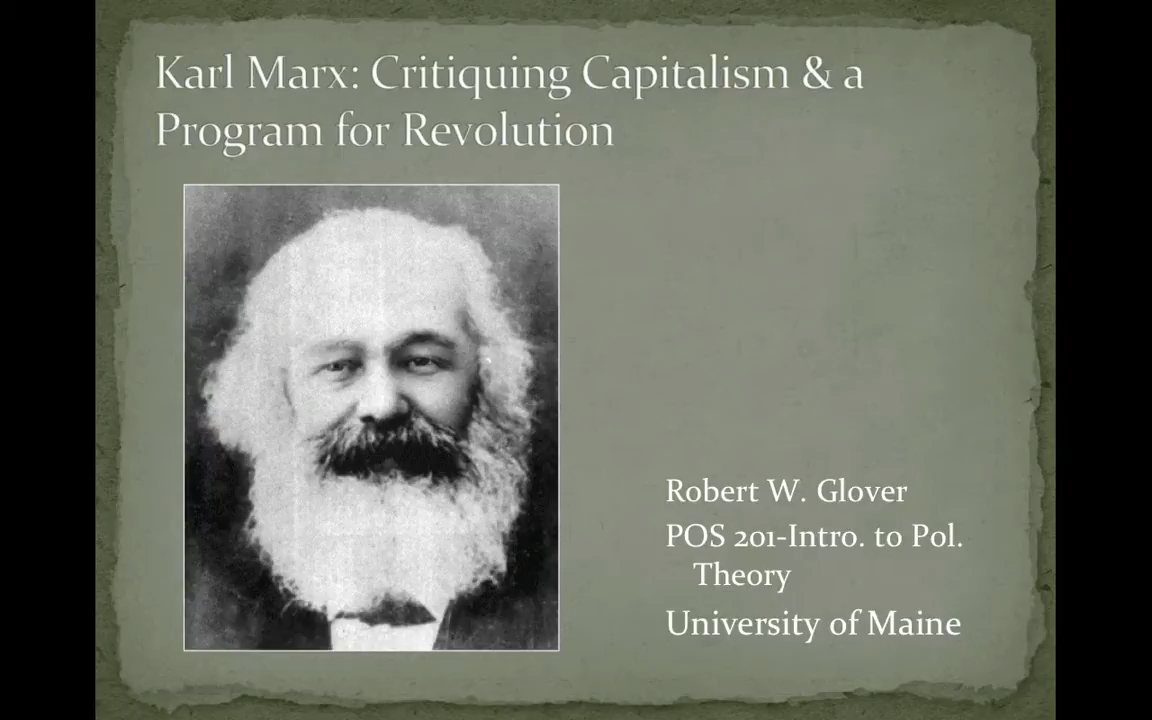 Karl Marx: Critiquing Capitalism & a
Program for Revolution
Robert W. Glover
POS 201-Intro. to Pol.
Theory
University of Maine